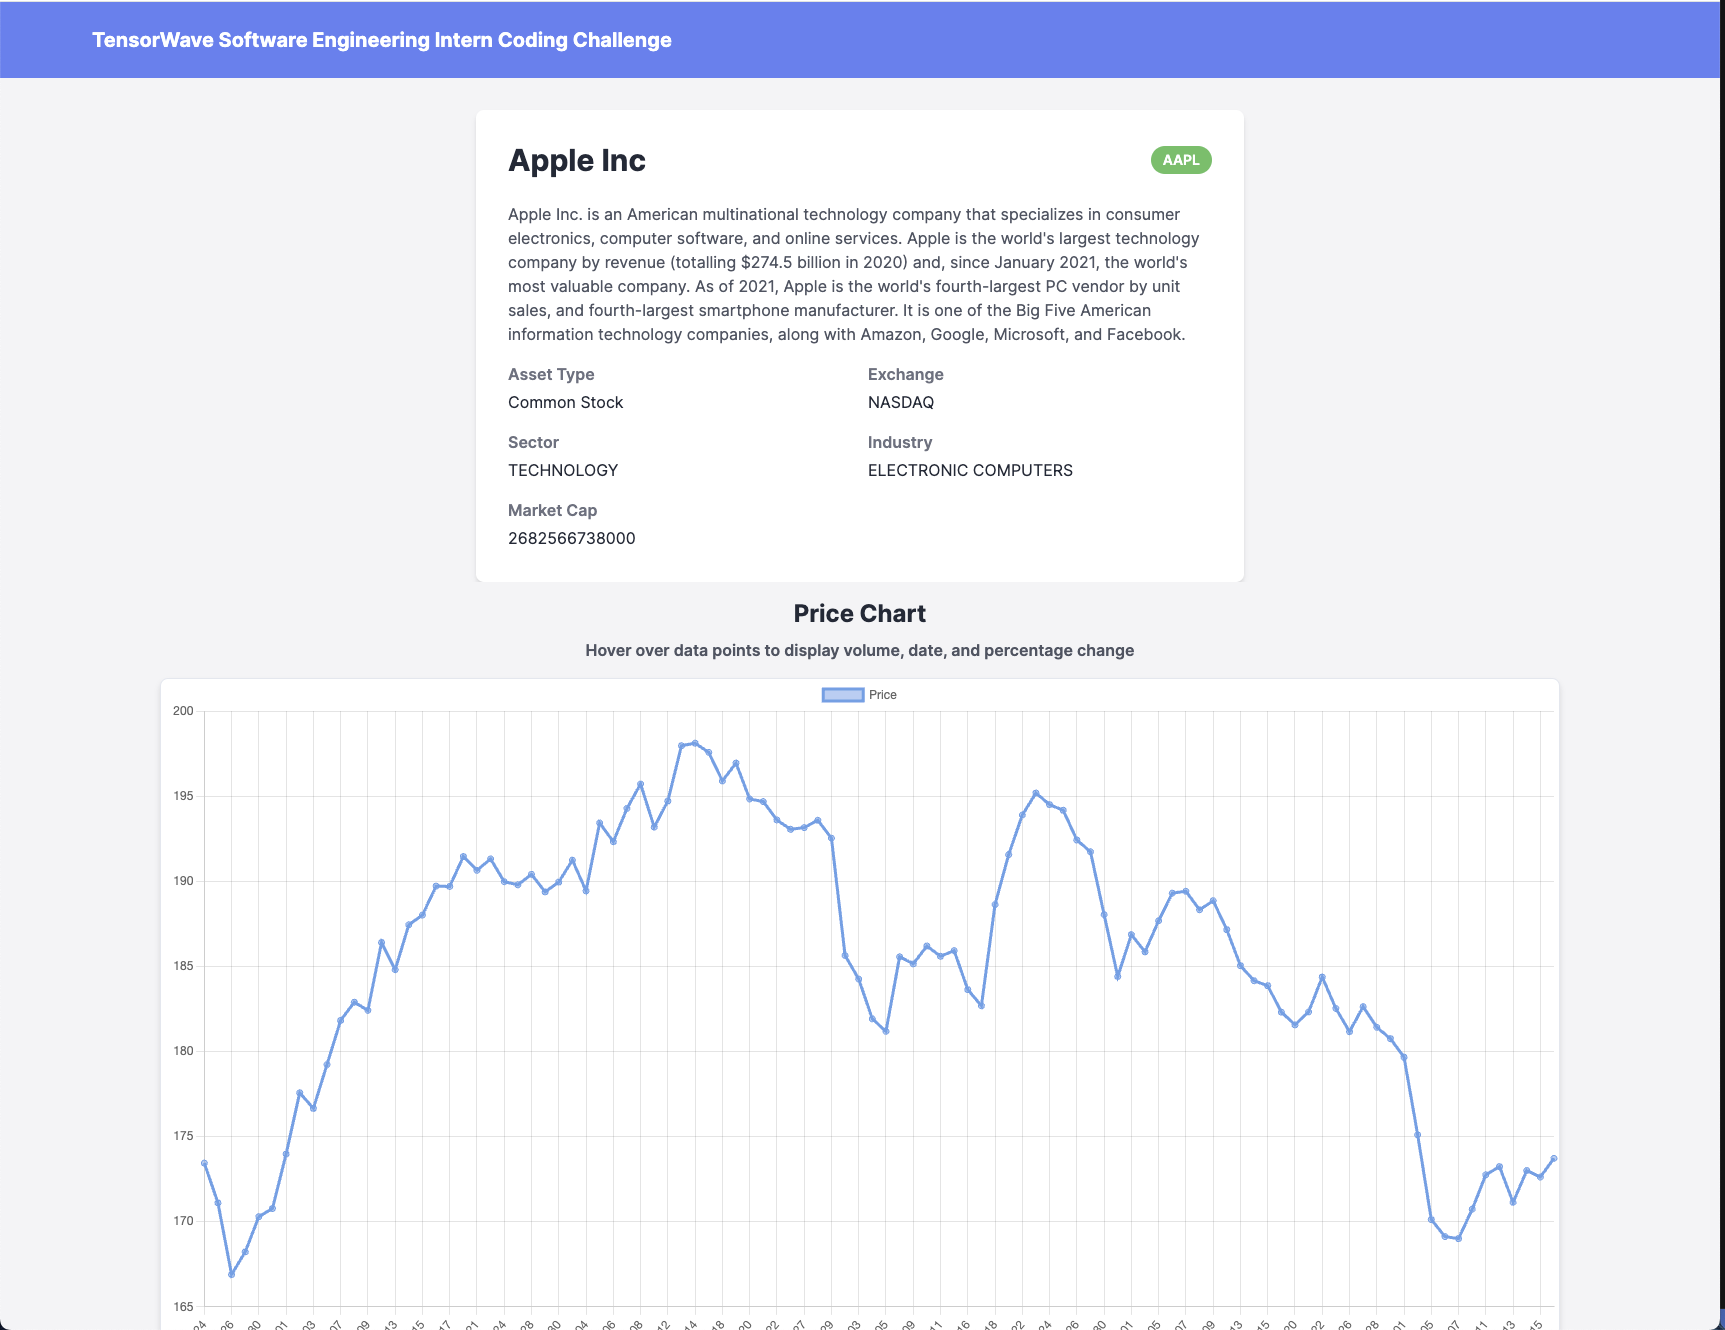 TensorWave Software Engineering Intern Coding Challenge
Apple Inc
AAPL
Apple Inc. is an American multinational technology company that specializes in consumer
electronics, computer software, and online services. Apple is the world's largest technology
company by revenue (totalling $274.5 billion in 2020) and, since January 2021, the world's
most valuable company. As of 2021, Apple is the world's fourth-largest PC vendor by unit
sales, and fourth-largest smartphone manufacturer. It is one of the Big Five American
information technology companies, along with Amazon, Google, Microsoft, and Facebook.
Asset Type
Common Stock
Exchange
NASDAQ
Sector
TECHNOLOGY
Industry
ELECTRONIC COMPUTERS
Market Cap
2682566738000
Price Chart
Hover over data points to display volume, date, and percentage change
Price
200
195
190
185
180
175
170
165